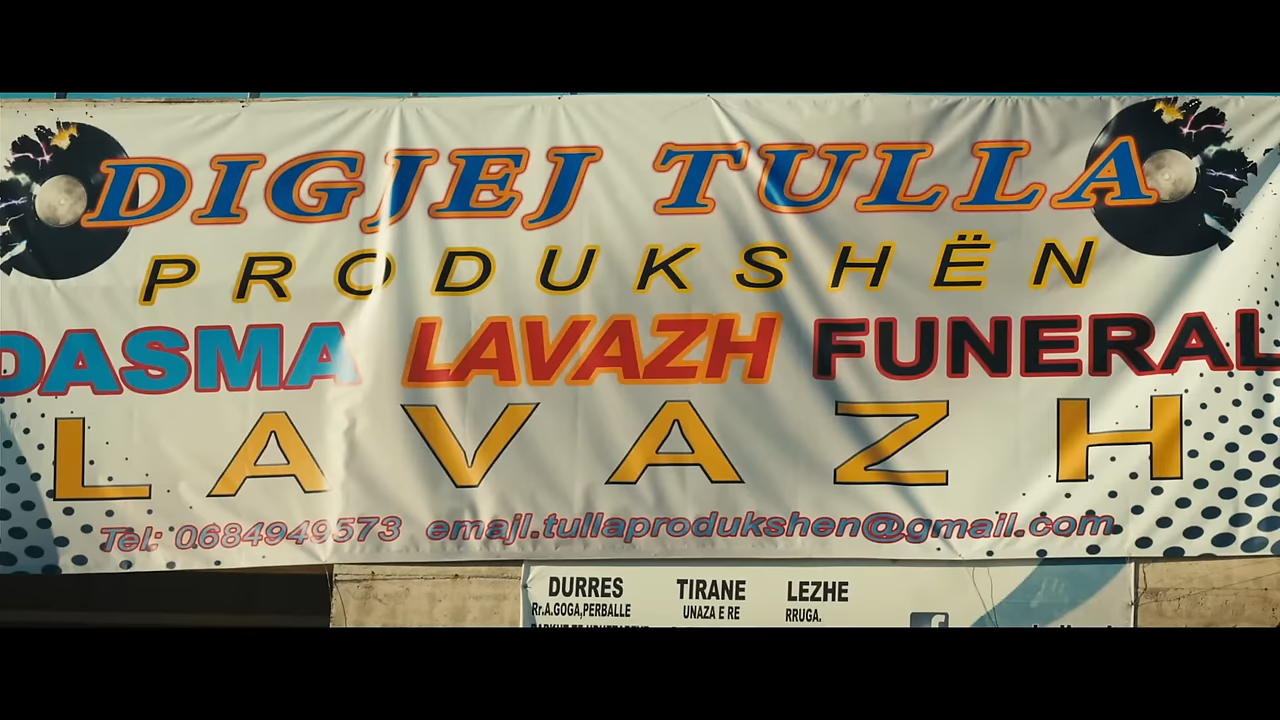 DIGJEJ TULLA
PRODUKSHËN
DASMA LAVAZH FUNERAL
LAVAZH
Tel: 0684949573 emajl.tullaprodukshen@gmail.com
DURRES TIRANE LEZHE
Rr.A.GOGA,PERBALLE UNAZA E RE RRUGA.